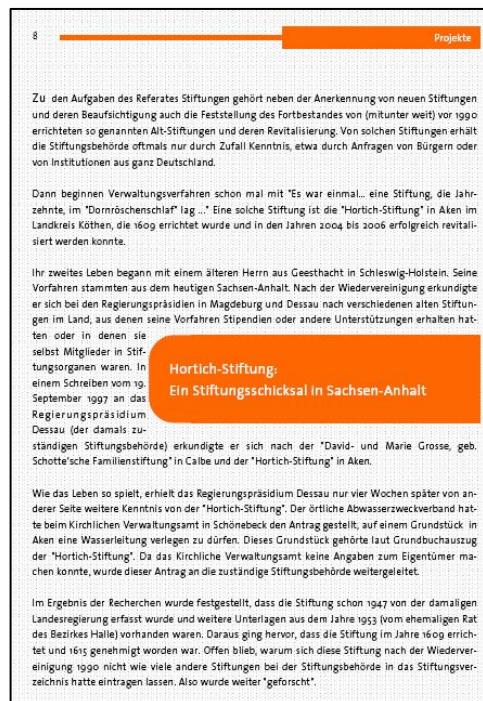 8
Projekte
Zu den Aufgaben des Referates Stiftungen gehört neben der Anerkennung von neuen Stiftungen
und deren Beaufsichtigung auch die Feststellung des Fortbestandes von (mitunter weit) vor 1990
errichteten so genannten Alt-Stiftungen und deren Revitalisierung. Von solchen Stiftungen erhält
die Stiftungsbehörde oftmals nur durch Zufall Kenntnis, etwa durch Anfragen von Bürgern oder
von Institutionen aus ganz Deutschland.
Dann beginnen Verwaltungsverfahren schon mal mit "Es war einmal... eine Stiftung, die Jahr-
zehnte, im "Dornröschenschlaf" lag ..." Eine solche Stiftung ist die "Hortich-Stiftung" in Aken im
Landkreis Köthen, die 1609 errichtet wurde und in den Jahren 2004 bis 2006 erfolgreich revitali-
siert werden konnte.
Ihr zweites Leben begann mit einem älteren Herrn aus Geesthacht in Schleswig-Holstein. Seine
Vorfahren stammten aus dem heutigen Sachsen-Anhalt. Nach der Wiedervereinigung erkundigte
er sich bei den Regierungspräsidien in Magdeburg und Dessau nach verschiedenen alten Stiftun-
gen im Land, aus denen seine Vorfahren Stipendien oder andere Unterstützungen erhalten hat-
ten oder in denen sie
selbst Mitglieder in Stif-
tungsorganen waren. In
einem Schreiben vom 19.
September 1997 an das
Regierungspräsidium
Dessau (der damals zu-
ständigen Stiftungsbehörde) erkundigte er sich nach der "David- und Marie Grosse, geb.
Schotte'sche Familienstiftung" in Calbe und der "Hortich-Stiftung" in Aken.
Hortich-Stiftung:
Ein Stiftungsschicksal in Sachsen-Anhalt
Wie das Leben so spielt, erhielt das Regierungspräsidium Dessau nur vier Wochen später von an-
derer Seite weitere Kenntnis von der "Hortich-Stiftung". Der örtliche Abwasserzweckverband hat-
te beim Kirchlichen Verwaltungsamt in Schönebeck den Antrag gestellt, auf einem Grundstück in
Aken eine Wasserleitung verlegen zu dürfen. Dieses Grundstück gehörte laut Grundbuchauszug
der "Hortich-Stiftung". Da das Kirchliche Verwaltungsamt keine Angaben zum Eigentümer ma-
chen konnte, wurde dieser Antrag an die zuständige Stiftungsbehörde weitergeleitet.
Im Ergebnis der Recherchen wurde festgestellt, dass die Stiftung schon 1947 von der damaligen
Landesregierung erfasst wurde und weitere Unterlagen aus dem Jahre 1953 (vom ehemaligen Rat
des Bezirkes Halle) vorhanden waren. Daraus ging hervor, dass die Stiftung im Jahre 1609 errich-
tet und 1615 genehmigt worden war. Offen blieb, warum sich diese Stiftung nach der Wiederver-
einigung 1990 nicht wie viele andere Stiftungen bei der Stiftungsbehörde in das Stiftungsver-
zeichnis hatte eintragen lassen. Also wurde weiter "geforscht".